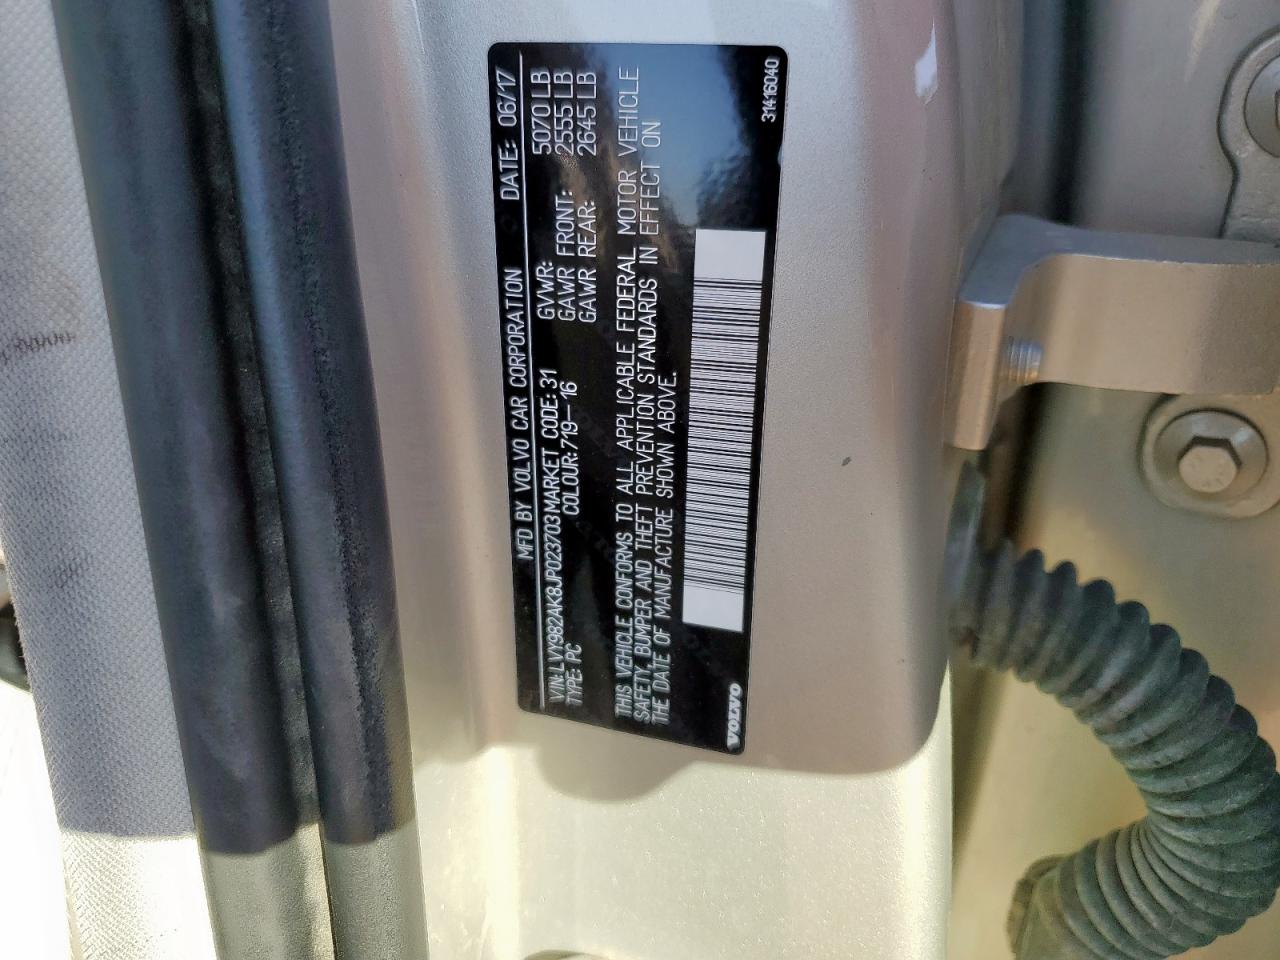 MFD BY VOLVO CAR CORPORATION DATE: 06/17
VIN: LVY982AK8JP023703 MARKET CODE: 31 GVWR: 5070 LB
TYPE: PC COLOUR: 719-16 GAWR FRONT: 2555 LB
GAWR REAR: 2645 LB
THIS VEHICLE CONFORMS TO ALL APPLICABLE FEDERAL MOTOR VEHICLE
SAFETY, BUMPER AND THEFT PREVENTION STANDARDS IN EFFECT ON
THE DATE OF MANUFACTURE SHOWN ABOVE.
VOLVO 31416040